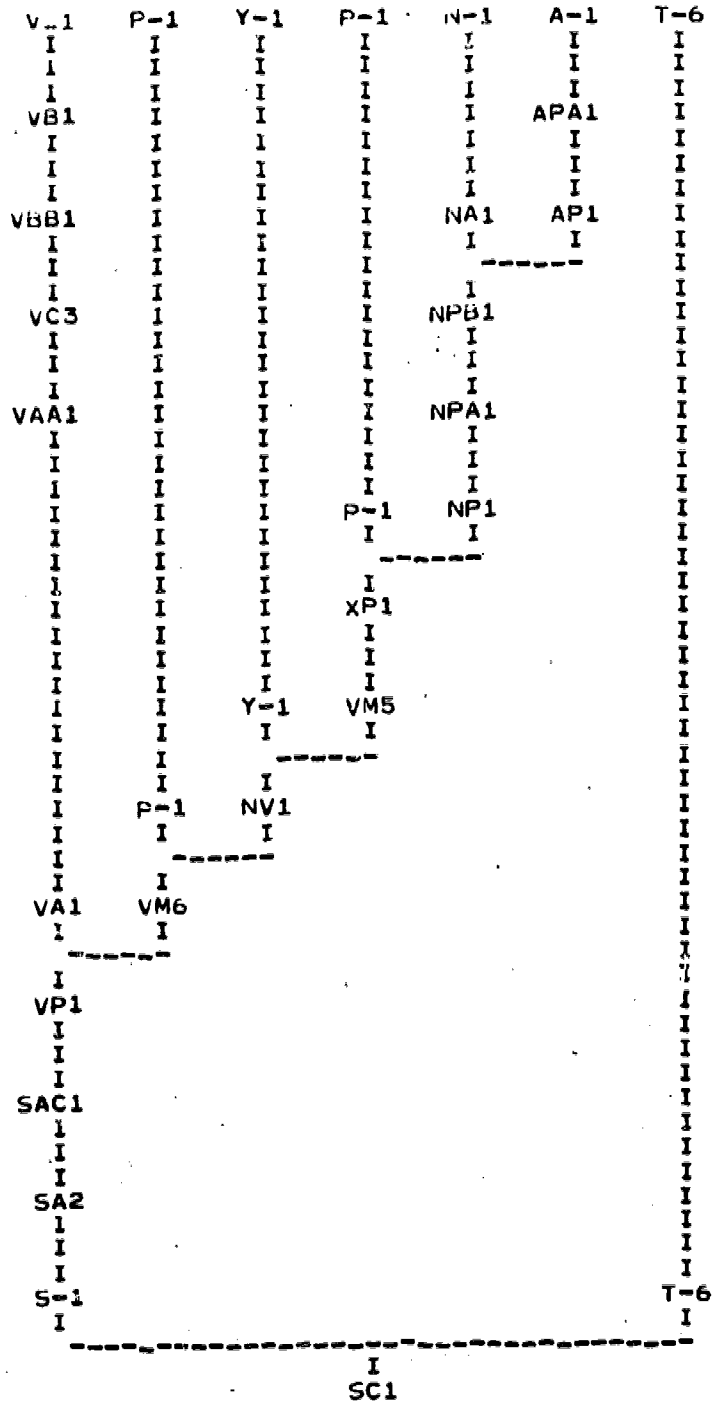 V-1 P-1 Y-1 P-1 N-1 A-1 T-6
VB1 APA1
VBB1 NA1 AP1
VC3 NPB1
VAA1 NPA1
P-1 NP1
XP1
Y-1 VM5
P-1 NV1
VA1 VM6
VP1
SAC1
SA2
S-1 T-6
SC1